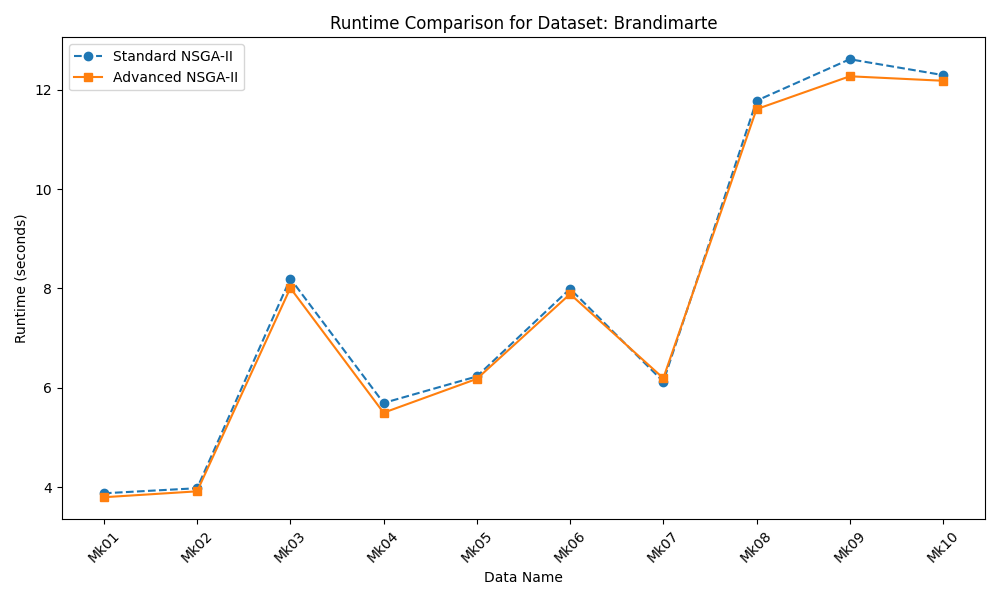 Runtime Comparison for Dataset: Brandimarte
Standard NSGA-II
Advanced NSGA-II
Runtime (seconds)
12
10
8
6
4
Mk01
Mk02
Mk03
Mk04
Mk05
Mk06
Mk07
Mk08
Mk09
Mk10
Data Name